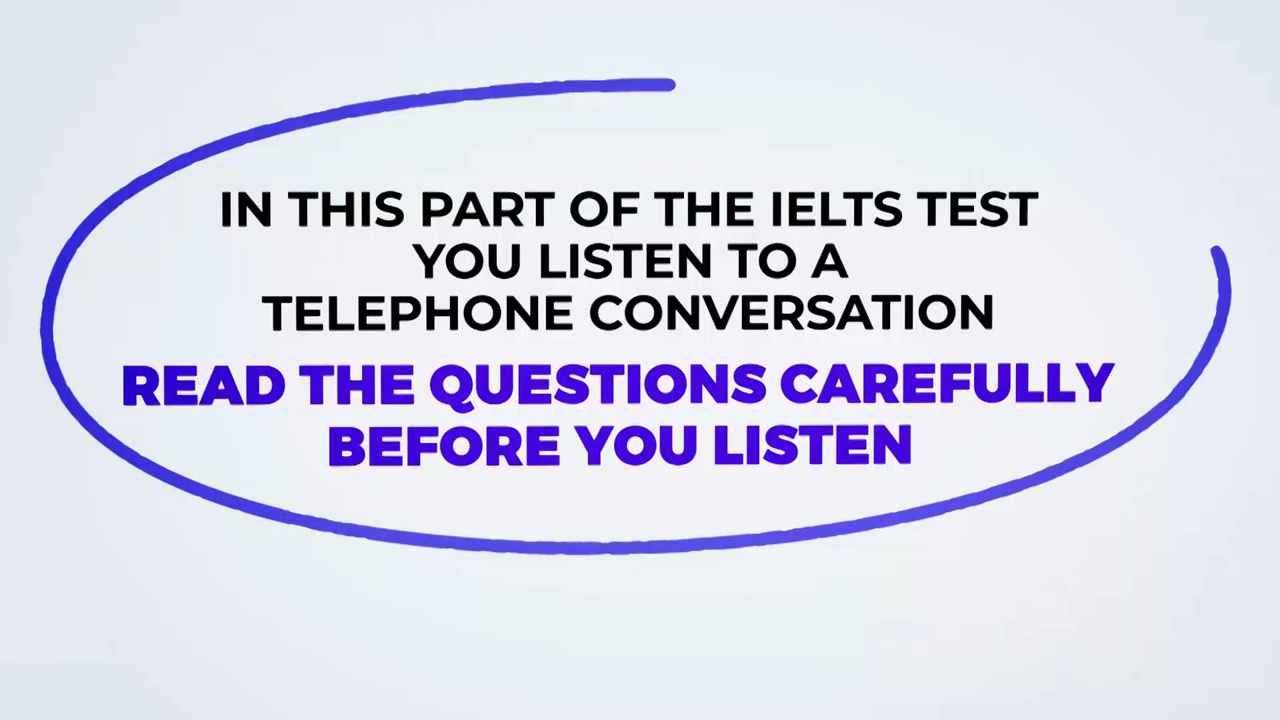 IN THIS PART OF THE IELTS TEST
YOU LISTEN TO A
TELEPHONE CONVERSATION
READ THE QUESTIONS CAREFULLY
BEFORE YOU LISTEN